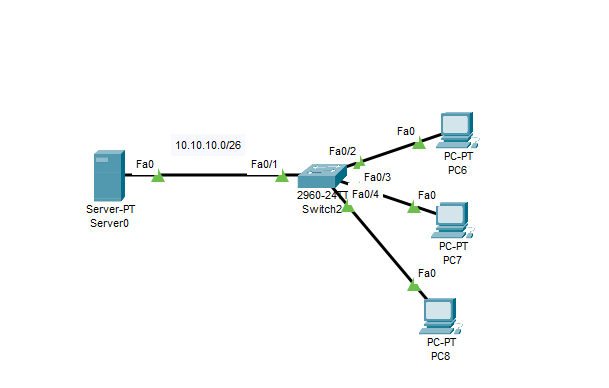 10.10.10.0/26
Fa0
Fa0/1
Server-PT
Server0
2960-24TT
Switch2
Fa0/2
Fa0/3
Fa0/4
Fa0
PC-PT
PC6
Fa0
PC-PT
PC7
Fa0
PC-PT
PC8